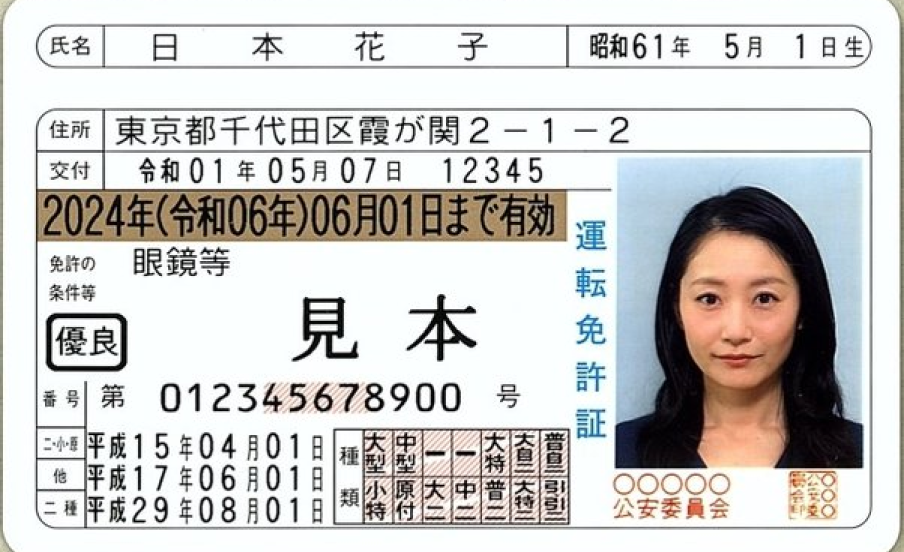 氏名 日本花子 昭和61年 5月 1日生
住所 東京都千代田区霞が関2-1-2
交付 令和01年05月07日 12345
2024年(令和06年)06月01日まで有効
免許の
条件等
眼鏡等
見本
優良
番号 第 012345678900 号
二・小・原 平成15年04月01日
他 平成17年06月01日
二種 平成29年08月01日
種類
大型 中型 一 一 大特 大自二 普自二
小特 原付 大二 中二 普二 大特二 引引二
運転免許証
〇〇〇〇〇
公安委員会